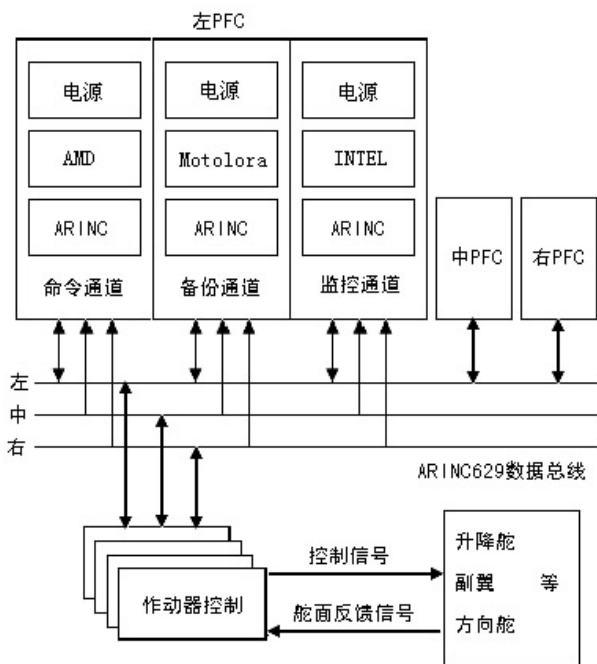 左PFC
电源
电源
电源
AMD
Motolora
INTEL
ARINC
ARINC
ARINC
命令通道
备份通道
监控通道
中PFC
右PFC
左
中
右
ARINC629数据总线
作动器控制
控制信号
舵面反馈信号
升降舵
副翼 等
方向舵